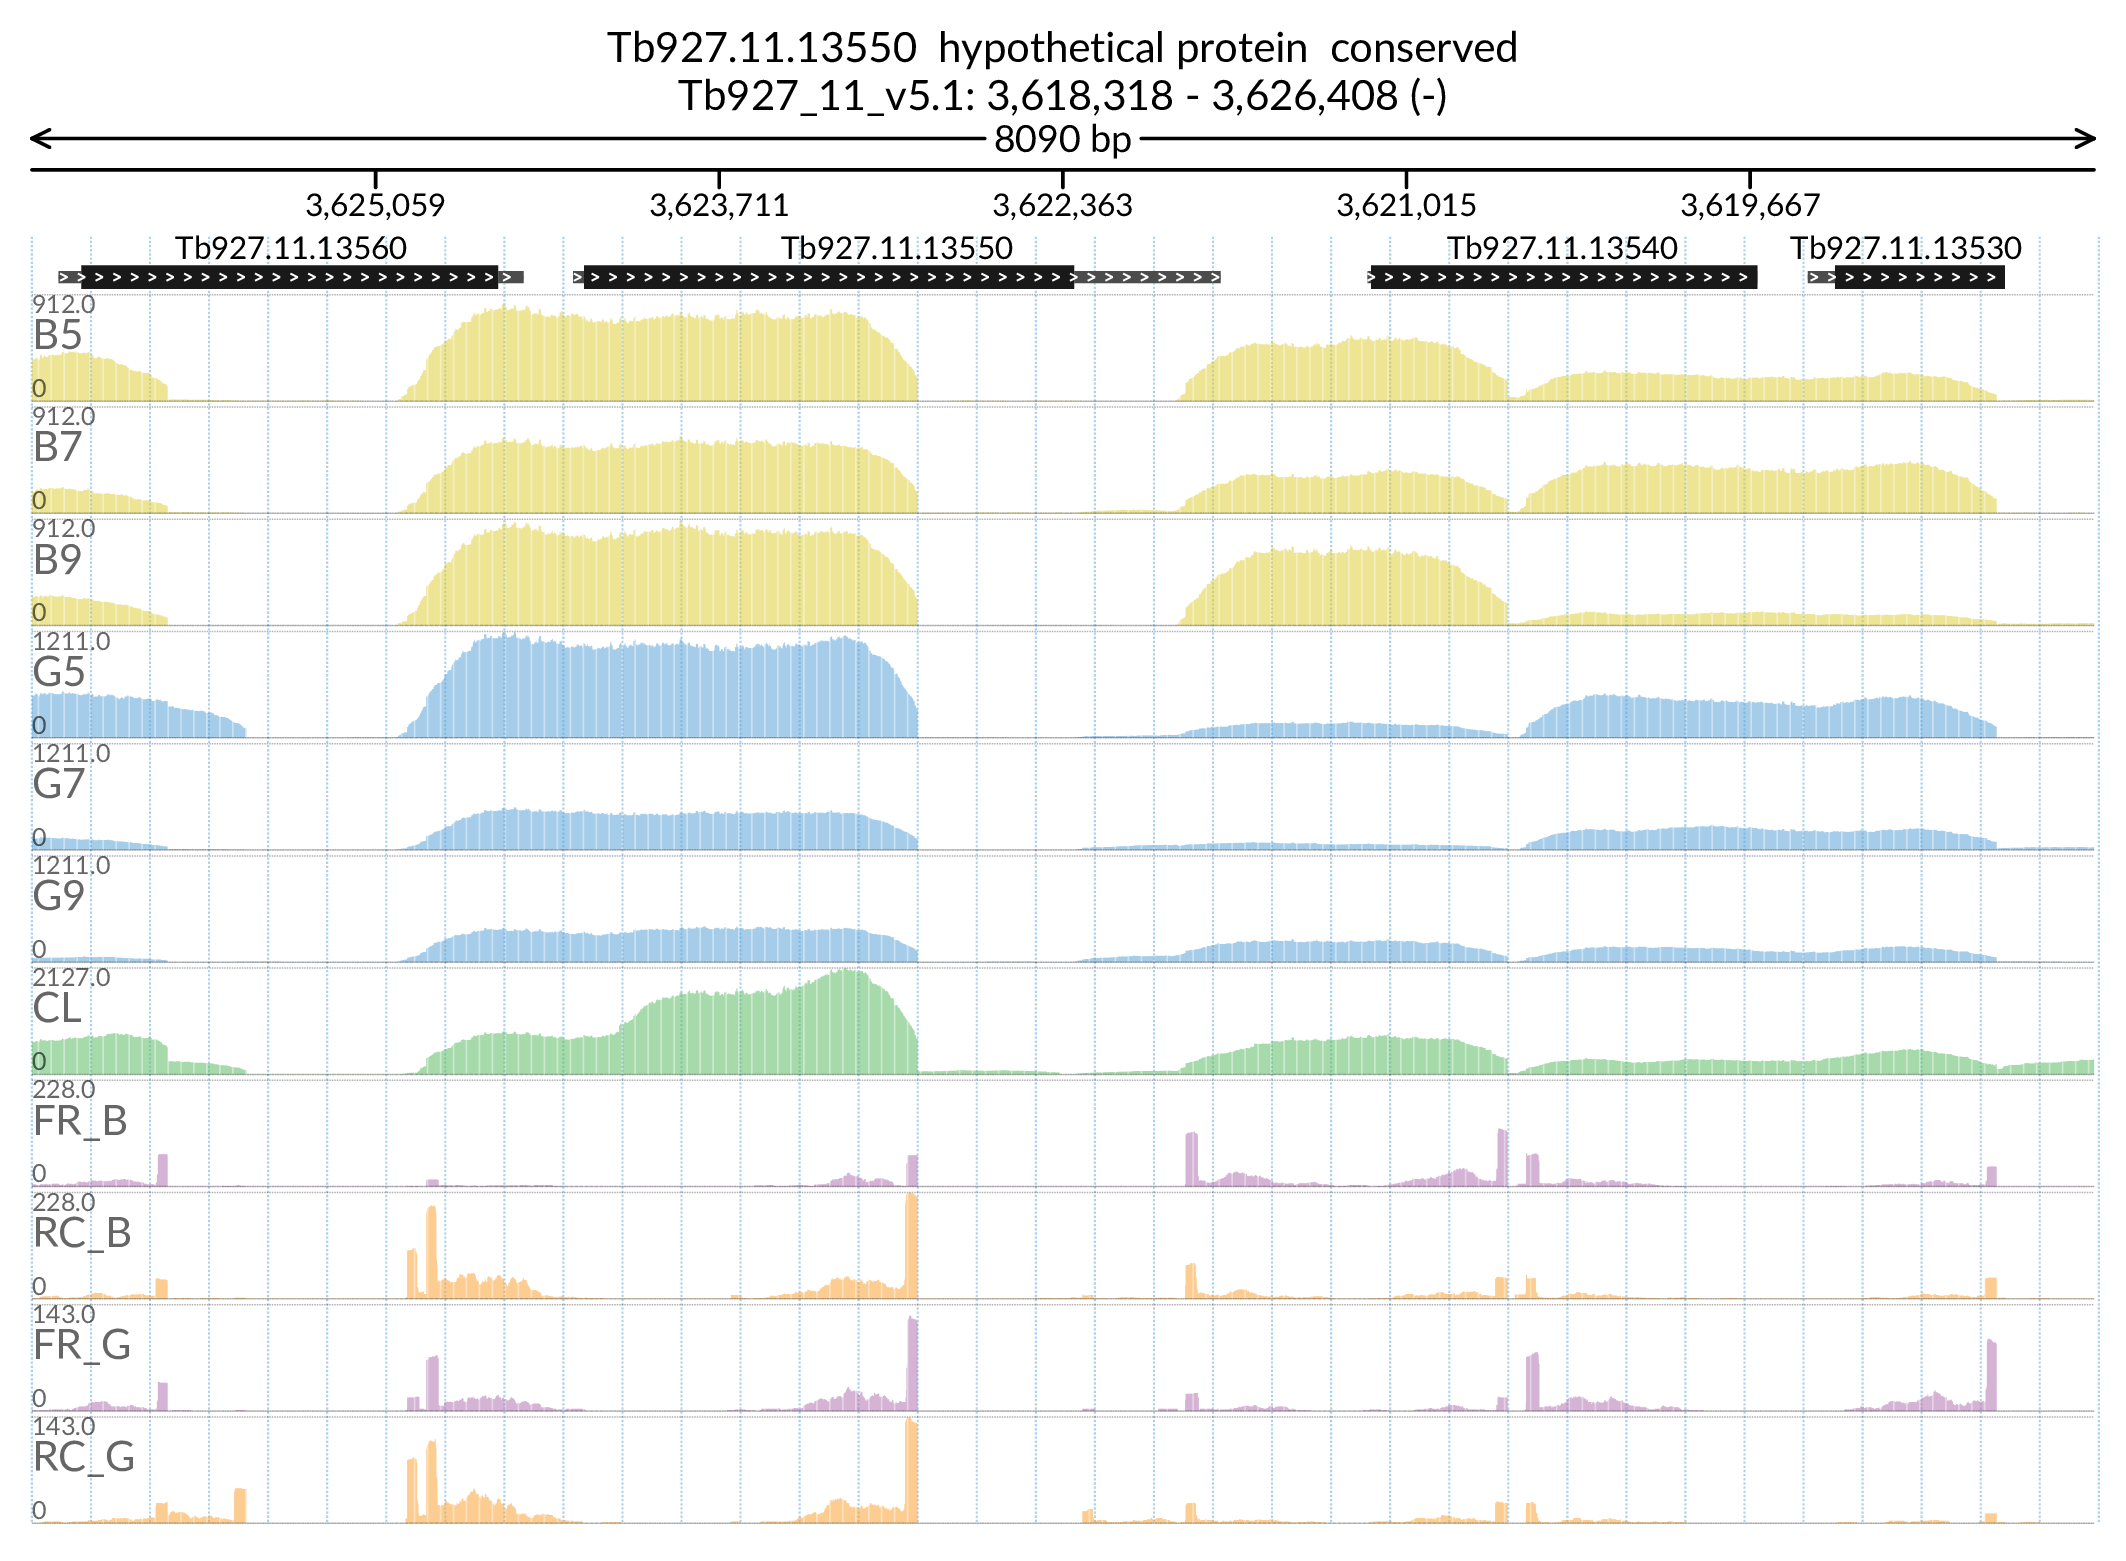 Tb927.11.13550  hypothetical protein  conserved
Tb927_11_v5.1: 3,618,318 - 3,626,408 (-)
8090 bp
3,625,059 3,623,711 3,622,363 3,621,015 3,619,667
Tb927.11.13560 Tb927.11.13550 Tb927.11.13540 Tb927.11.13530
912.0
B5
0
912.0
B7
0
912.0
B9
0
1211.0
G5
0
1211.0
G7
0
1211.0
G9
0
2127.0
CL
0
228.0
FR_B
0
228.0
RC_B
0
143.0
FR_G
0
143.0
RC_G
0